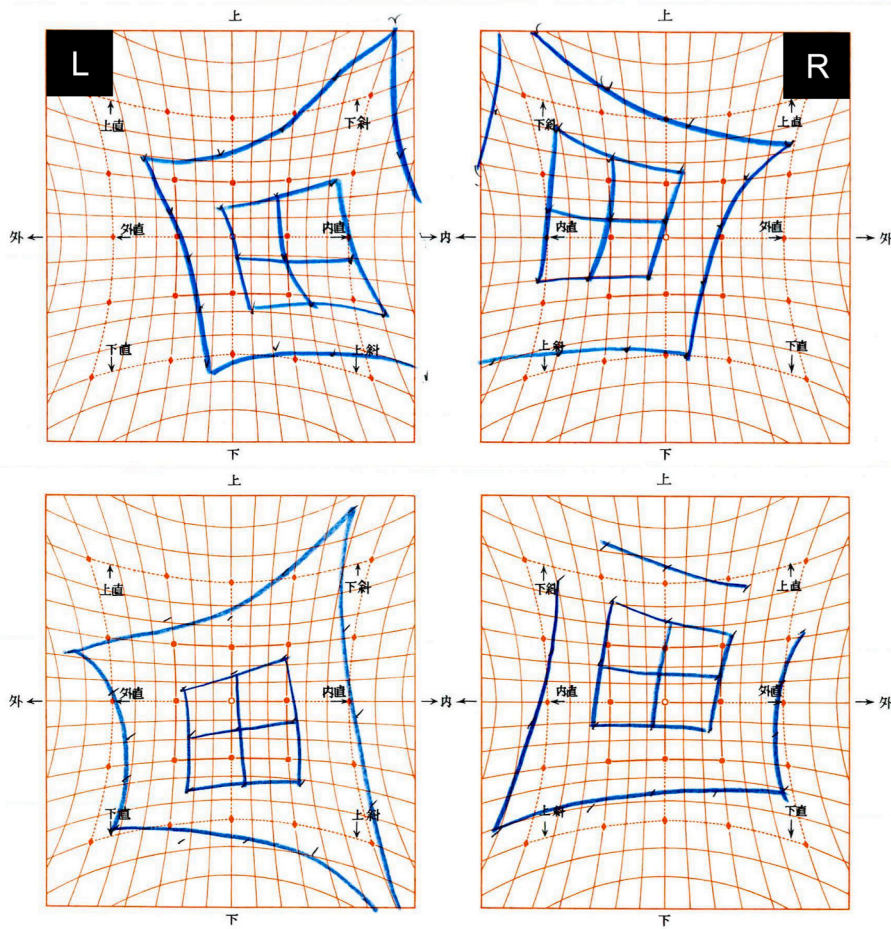 上 上
L R
上直 下斜 下斜 上直
外 外直 内直 内 内直 外直 外
下直 上斜 上斜 下直
下 下
上 上
上直 下斜 下斜 上直
外 外直 内直 内 内直 外直 外
下直 上斜 上斜 下直
下 下